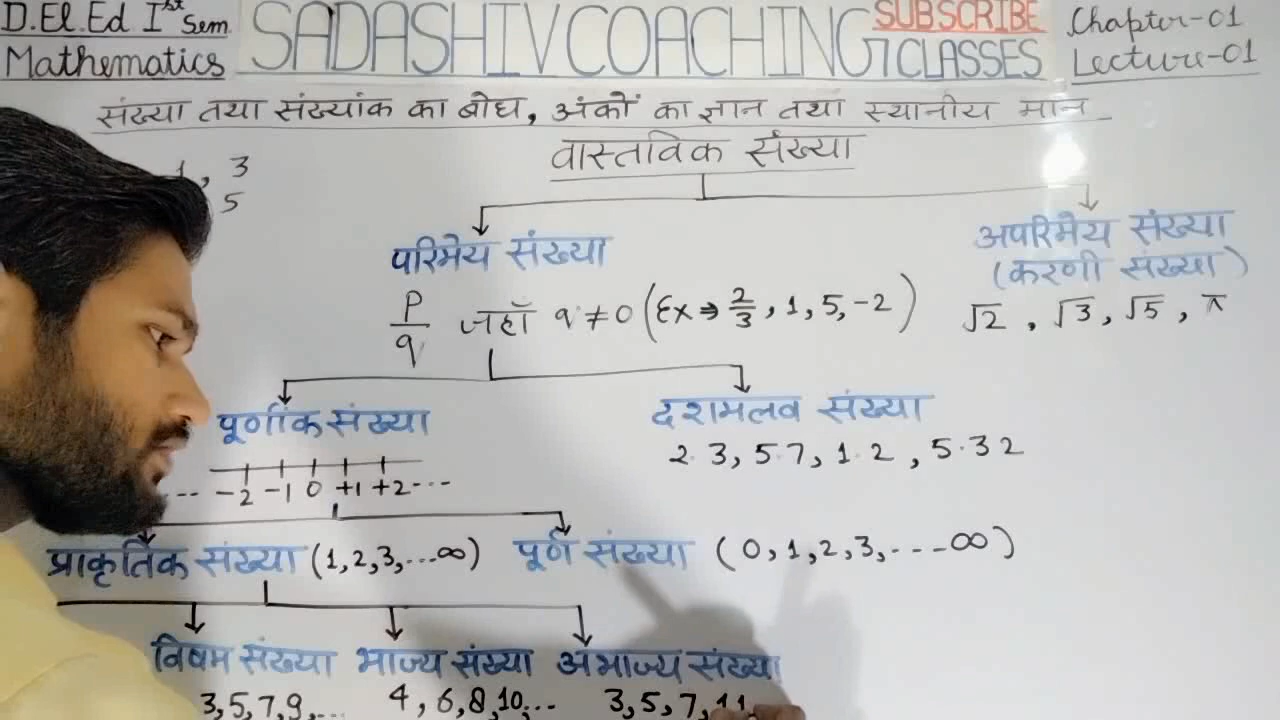 D.El.Ed Ist Sem.
Mathematics
SADASHIV COACHING CLASSES
SUBSCRIBE
Chapter-01
Lecture-01
संख्या तथा संख्यांक का बोध, अंकों का ज्ञान तथा स्थानीय मान
वास्तविक संख्या
1, 3
5
परिमेय संख्या
अपरिमेय संख्या
(करणी संख्या)
p/q जहाँ q ≠ 0 (Ex → 2/3, 1, 5, -2)
√2, √3, √5, π
पूर्णांक संख्या
दशमलव संख्या
2.3, 5.7, 1.2, 5.32
-- -2 -1 0 +1 +2...
प्राकृतिक संख्या (1,2,3,...∞)
पूर्ण संख्या (0,1,2,3,----∞)
विषम संख्या
भाज्य संख्या
अभाज्य संख्या
3,5,7,9,...
4,6,8,10,...
3,5,7,11,